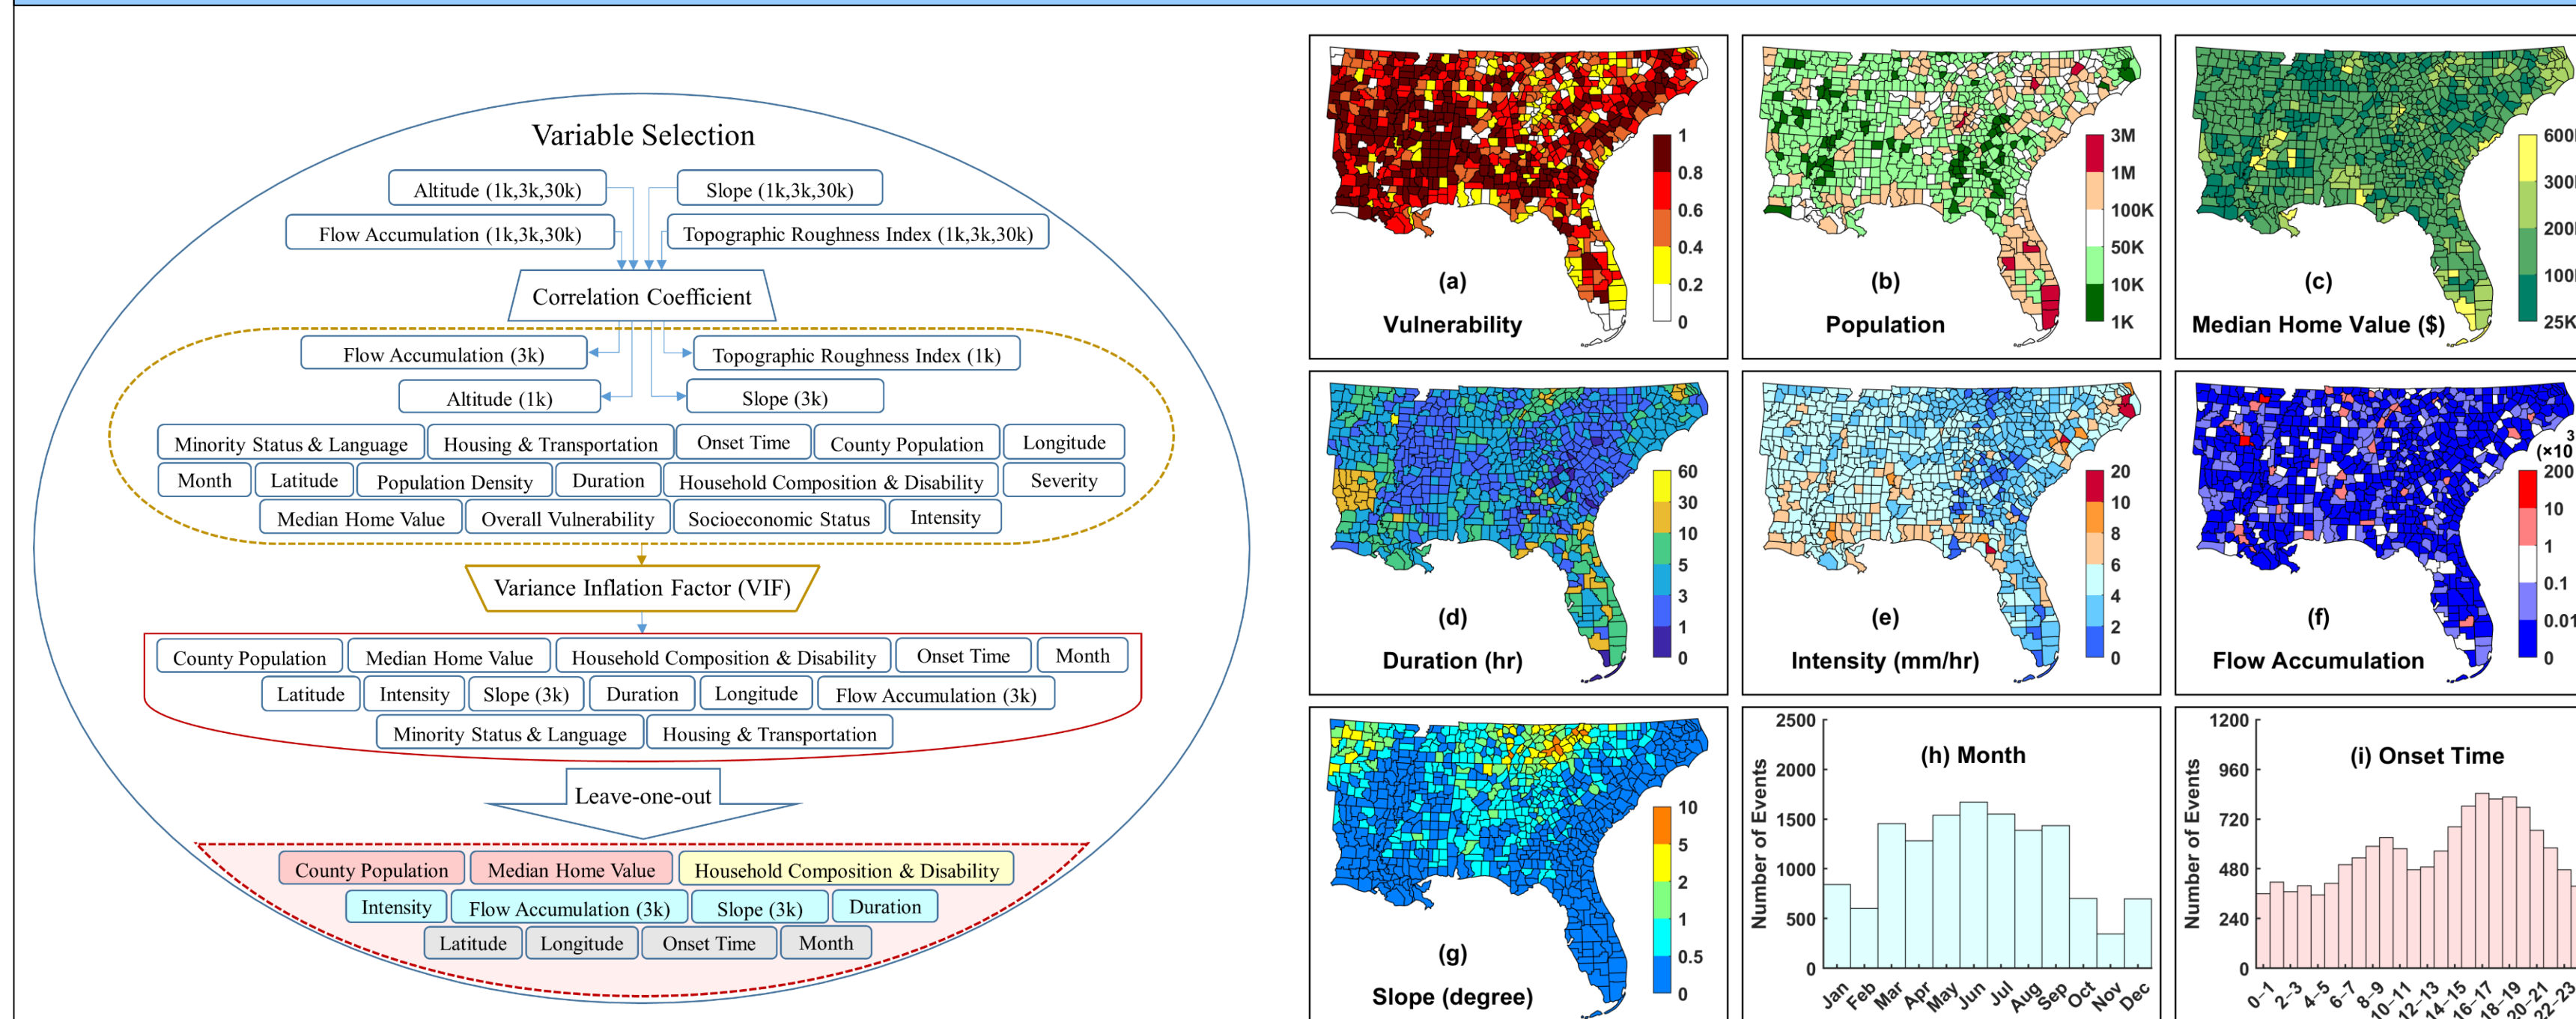 Variable Selection
Altitude (1k,3k,30k)
Slope (1k,3k,30k)
Flow Accumulation (1k,3k,30k)
Topographic Roughness Index (1k,3k,30k)
Correlation Coefficient
Flow Accumulation (3k)
Topographic Roughness Index (1k)
Altitude (1k)
Slope (3k)
Minority Status & Language
Housing & Transportation
Onset Time
County Population
Longitude
Month
Latitude
Population Density
Duration
Household Composition & Disability
Severity
Median Home Value
Overall Vulnerability
Socioeconomic Status
Intensity
Variance Inflation Factor (VIF)
County Population
Median Home Value
Household Composition & Disability
Onset Time
Month
Latitude
Intensity
Slope (3k)
Duration
Longitude
Flow Accumulation (3k)
Minority Status & Language
Housing & Transportation
Leave-one-out
County Population
Median Home Value
Household Composition & Disability
Intensity
Flow Accumulation (3k)
Slope (3k)
Duration
Latitude
Longitude
Onset Time
Month
(a)
Vulnerability
1
0.8
0.6
0.4
0.2
0
(b)
Population
3M
1M
100K
50K
10K
1K
(c)
Median Home Value ($)
600
300
200
100
25K
(d)
Duration (hr)
60
30
10
5
3
1
0
(e)
Intensity (mm/hr)
20
10
8
6
4
2
0
(f)
Flow Accumulation
(×10
3
200
10
1
0.1
0.01
0
(g)
Slope (degree)
10
5
2
1
0.5
0
(h) Month
Number of Events
2500
2000
1500
1000
500
0
Jan
Feb
Mar
Apr
May
Jun
Jul
Aug
Sep
Oct
Nov
Dec
(i) Onset Time
Number of Events
1200
960
720
480
240
0
0–1
2–3
4–5
6–7
8–9
10–11
12–13
14–15
16–17
18–19
20–21
22–23